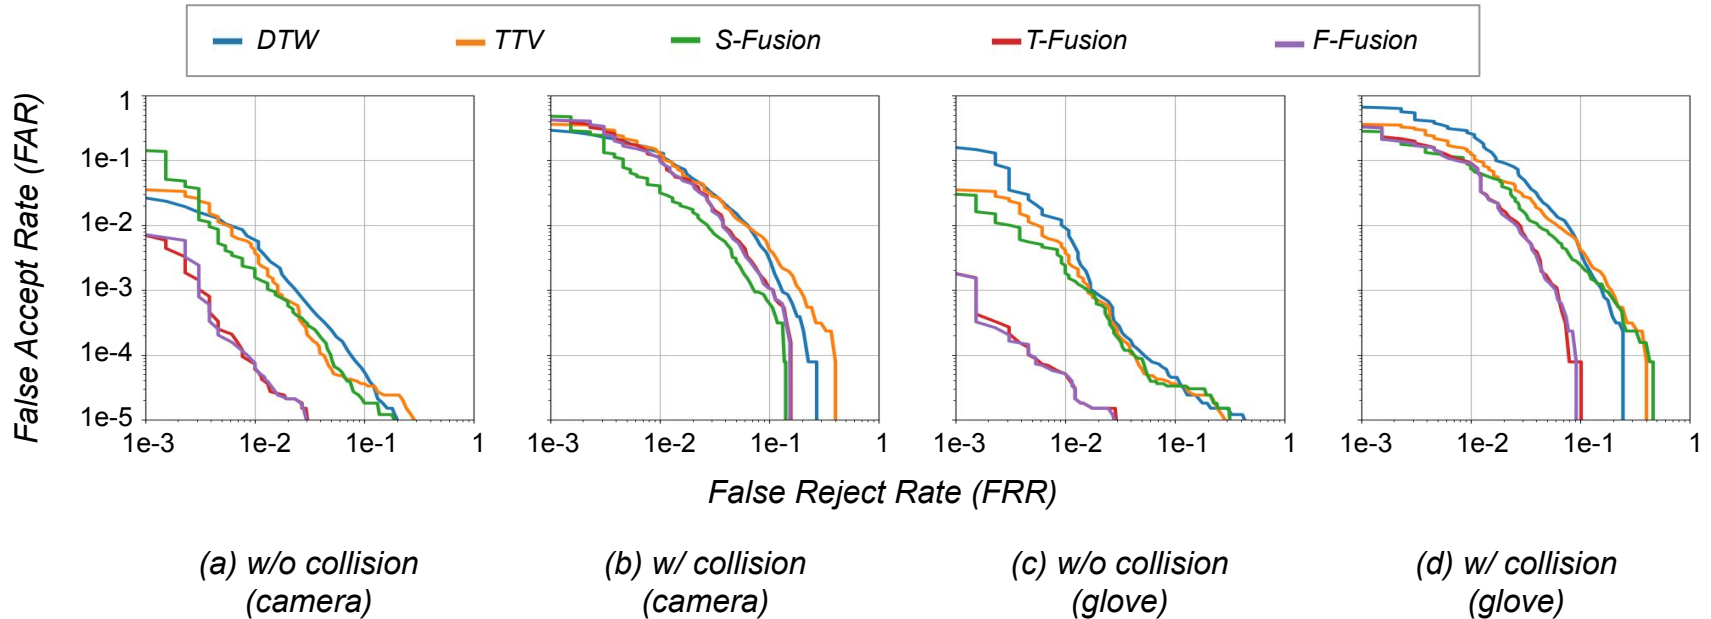 DTW TTV S-Fusion T-Fusion F-Fusion
False Accept Rate (FAR)
1
1e-1
1e-2
1e-3
1e-4
1e-5
1e-3 1e-2 1e-1 1
1e-3 1e-2 1e-1 1
1e-3 1e-2 1e-1 1
1e-3 1e-2 1e-1 1
False Reject Rate (FRR)
(a) w/o collision
(camera)
(b) w/ collision
(camera)
(c) w/o collision
(glove)
(d) w/ collision
(glove)